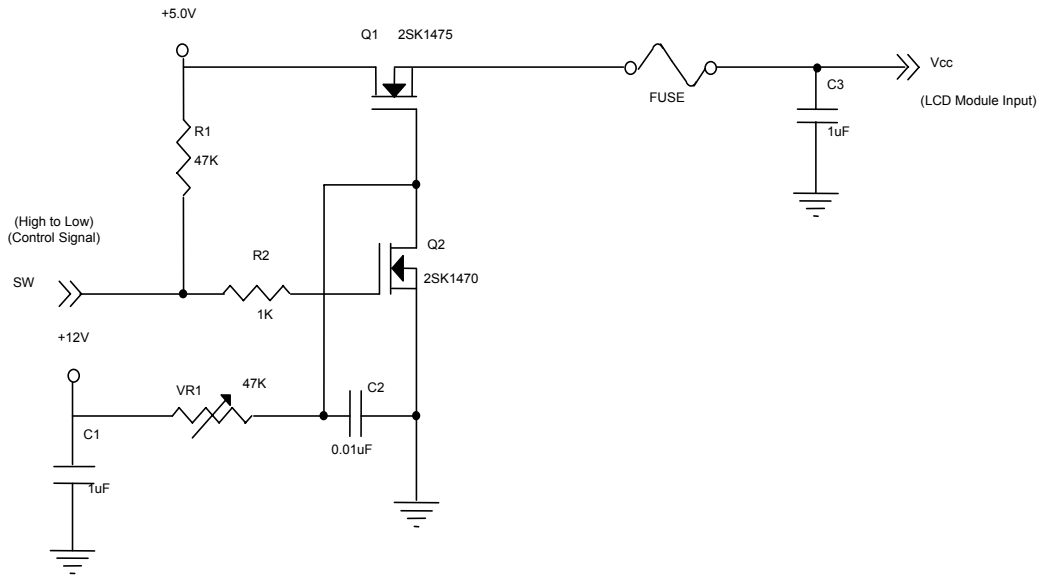 +5.0V
Q1 2SK1475
Vcc
FUSE
C3
(LCD Module Input)
1uF
R1
47K
(High to Low)
(Control Signal)
SW
R2
1K
Q2
2SK1470
+12V
VR1
47K
C2
0.01uF
C1
1uF